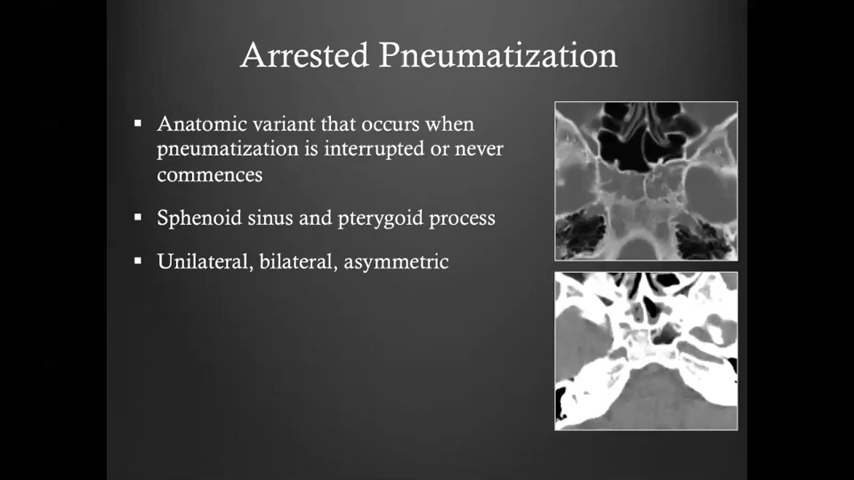 Arrested Pneumatization
▪ Anatomic variant that occurs when
pneumatization is interrupted or never
commences
▪ Sphenoid sinus and pterygoid process
▪ Unilateral, bilateral, asymmetric